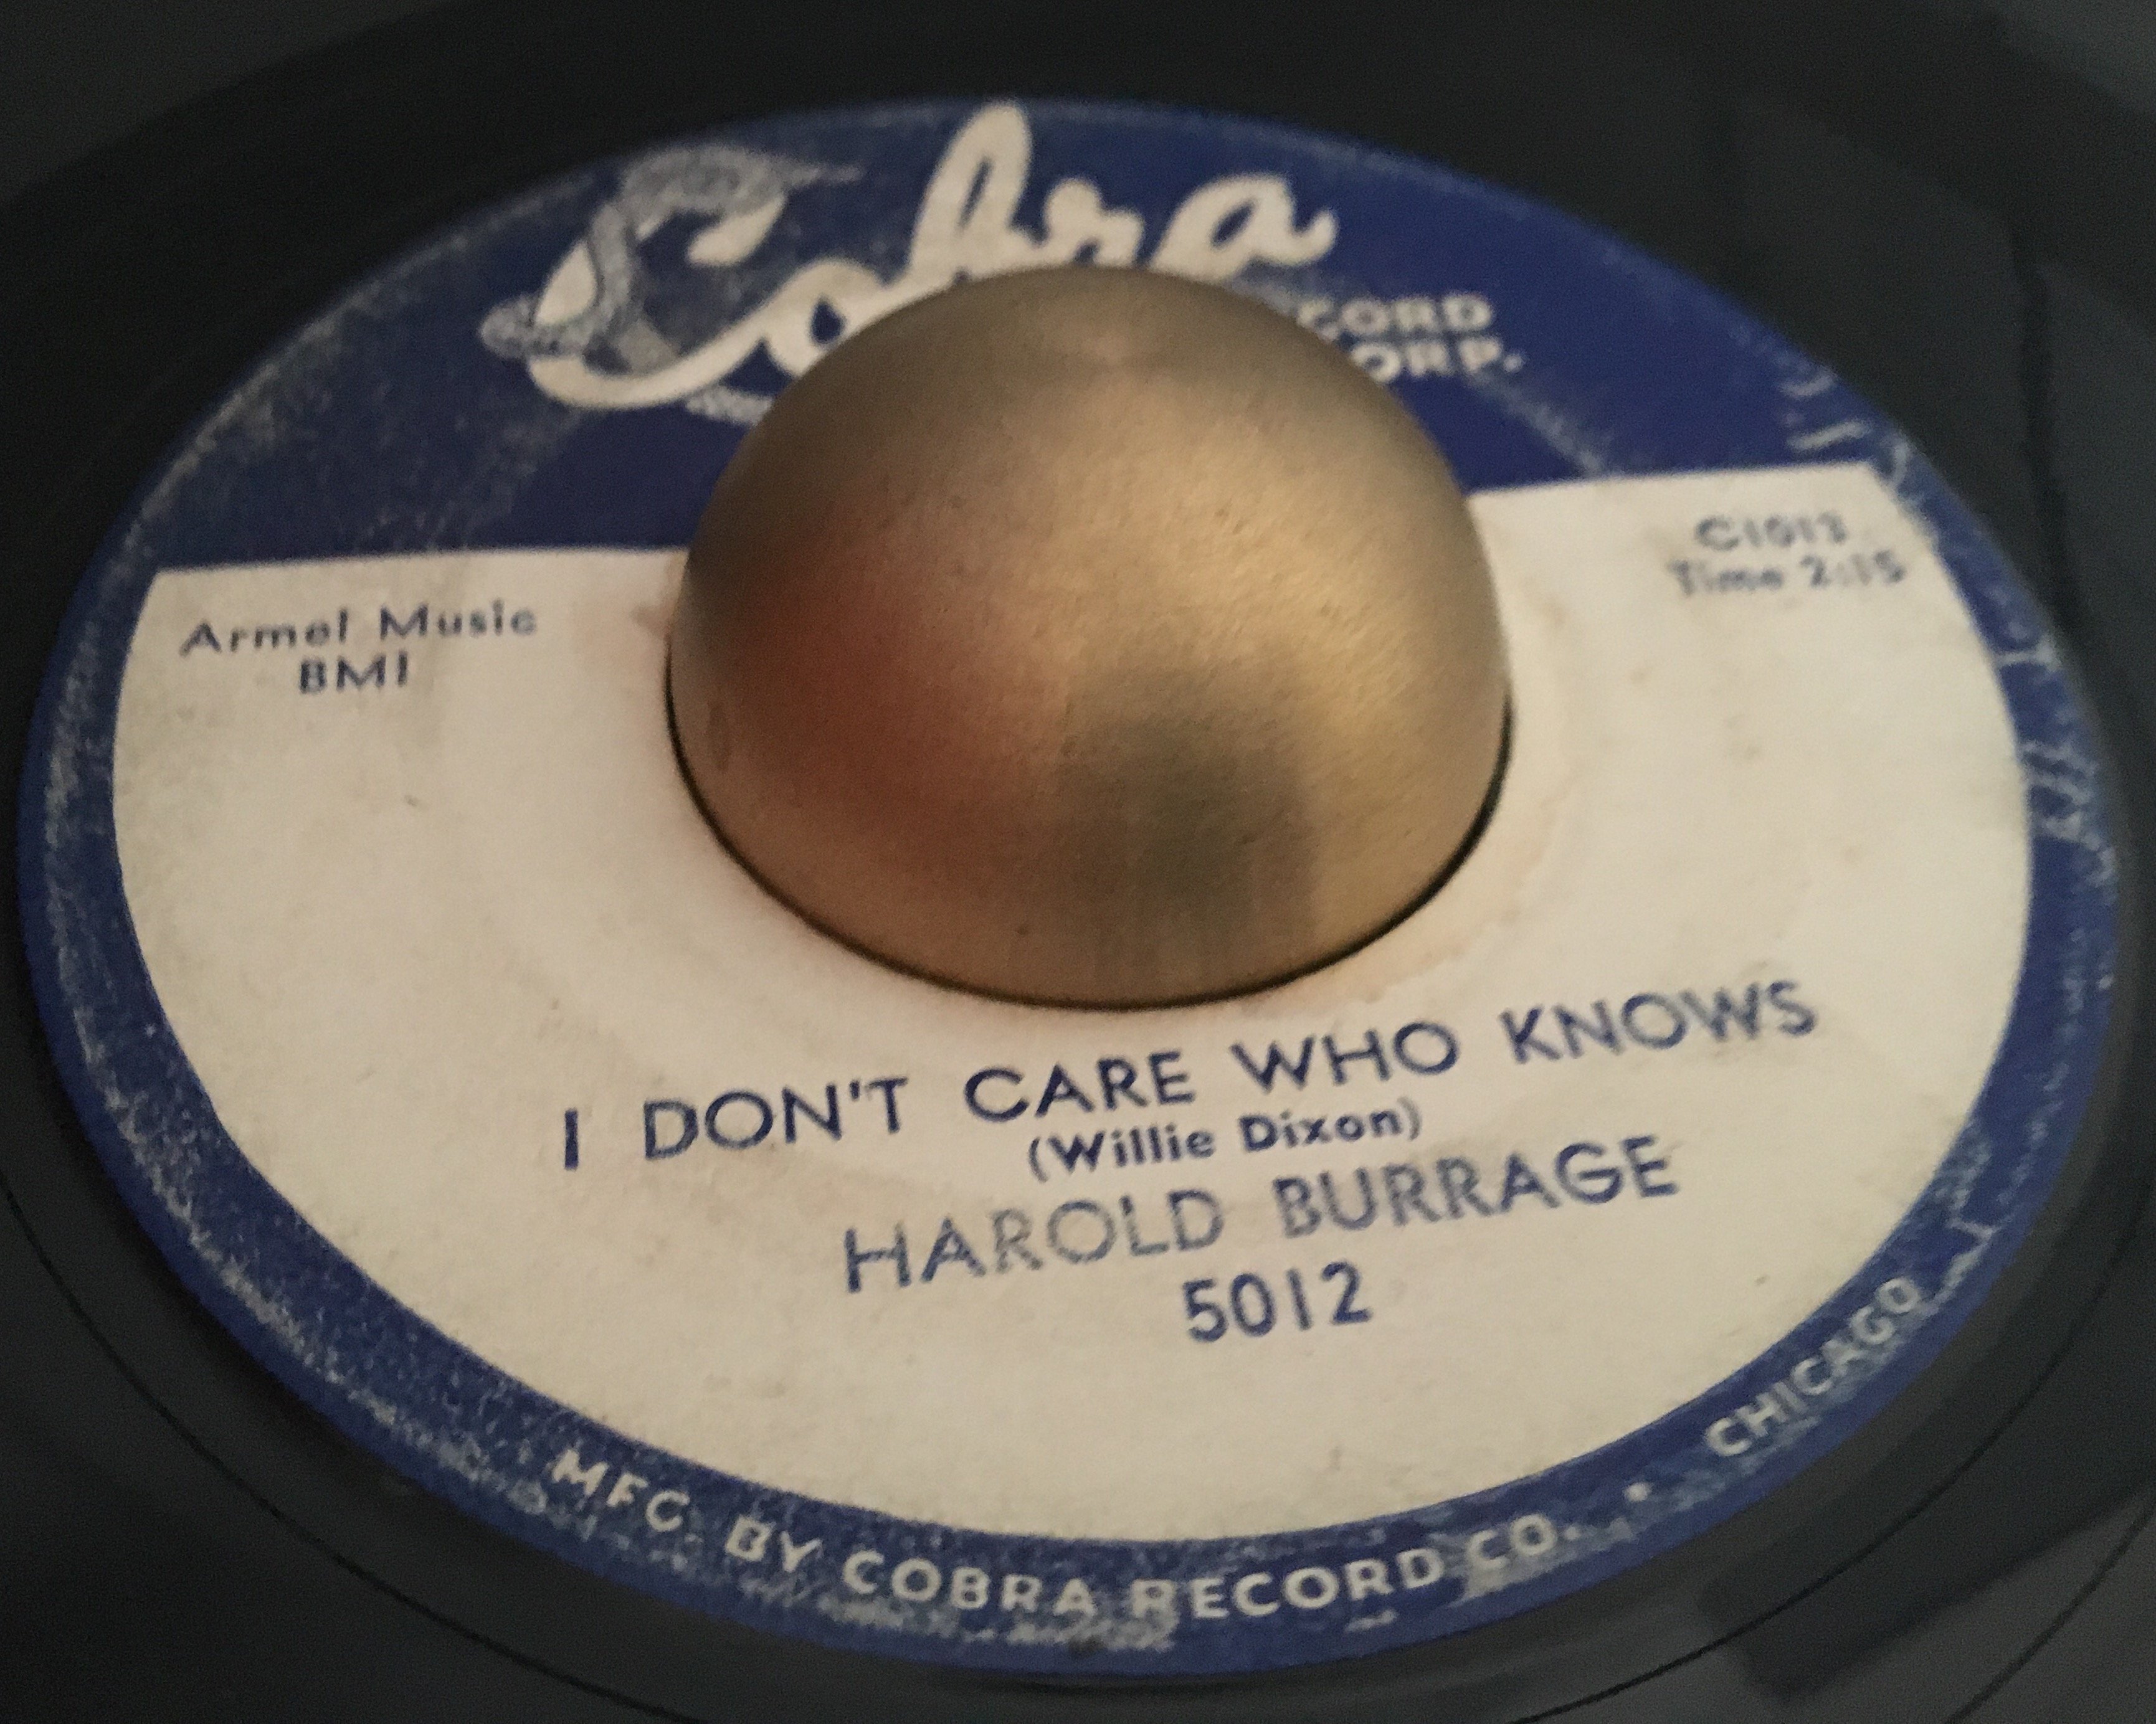 Cobra
CORD
ORP.
Armel Music
BMI
C1013
Time 2:15
I DON'T CARE WHO KNOWS
(Willie Dixon)
HAROLD BURRAGE
5012
MFG. BY COBRA RECORD CO. . CHICAGO